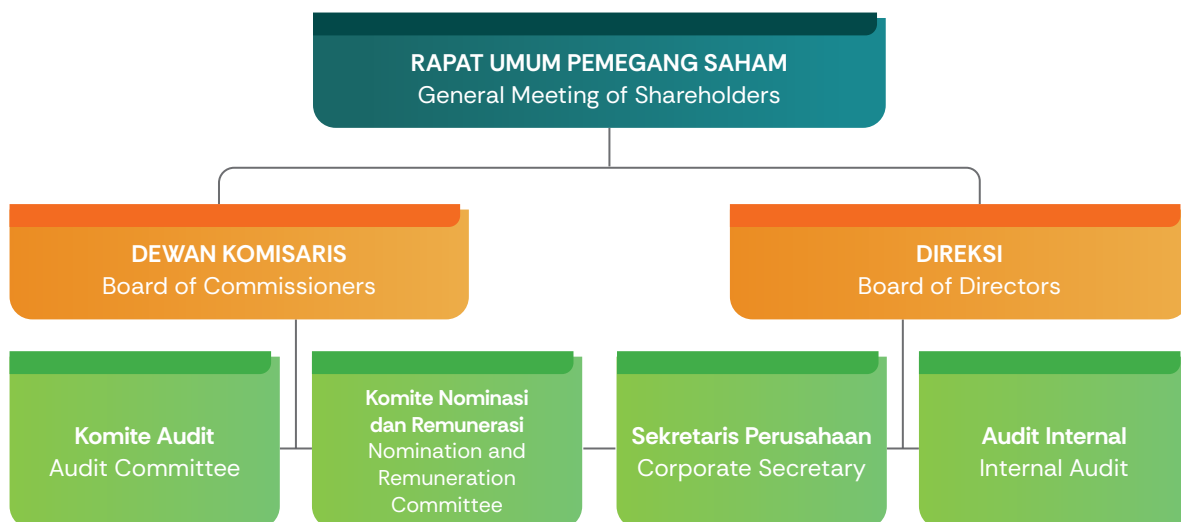 RAPAT UMUM PEMEGANG SAHAM
General Meeting of Shareholders
DEWAN KOMISARIS
Board of Commissioners
DIREKSI
Board of Directors
Komite Audit
Audit Committee
Komite Nominasi
dan Remunerasi
Nomination and
Remuneration
Committee
Sekretaris Perusahaan
Corporate Secretary
Audit Internal
Internal Audit